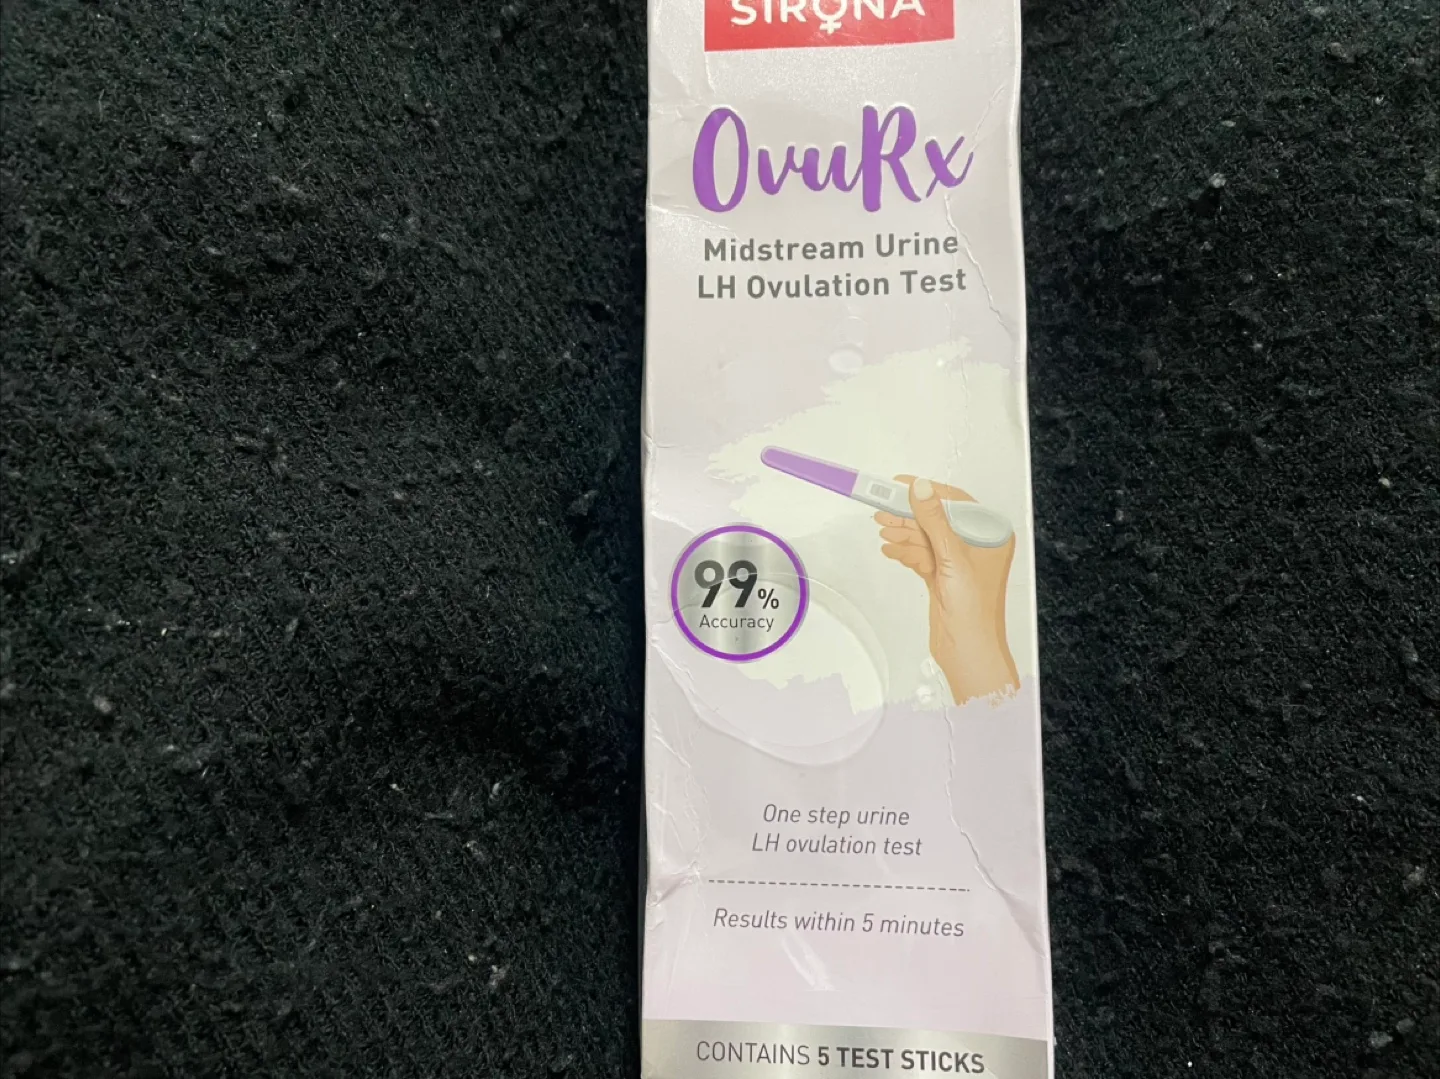 SIRONA
OvuRx
Midstream Urine
LH Ovulation Test
99%
Accuracy
One step urine
LH ovulation test
Results within 5 minutes
CONTAINS 5 TEST STICKS